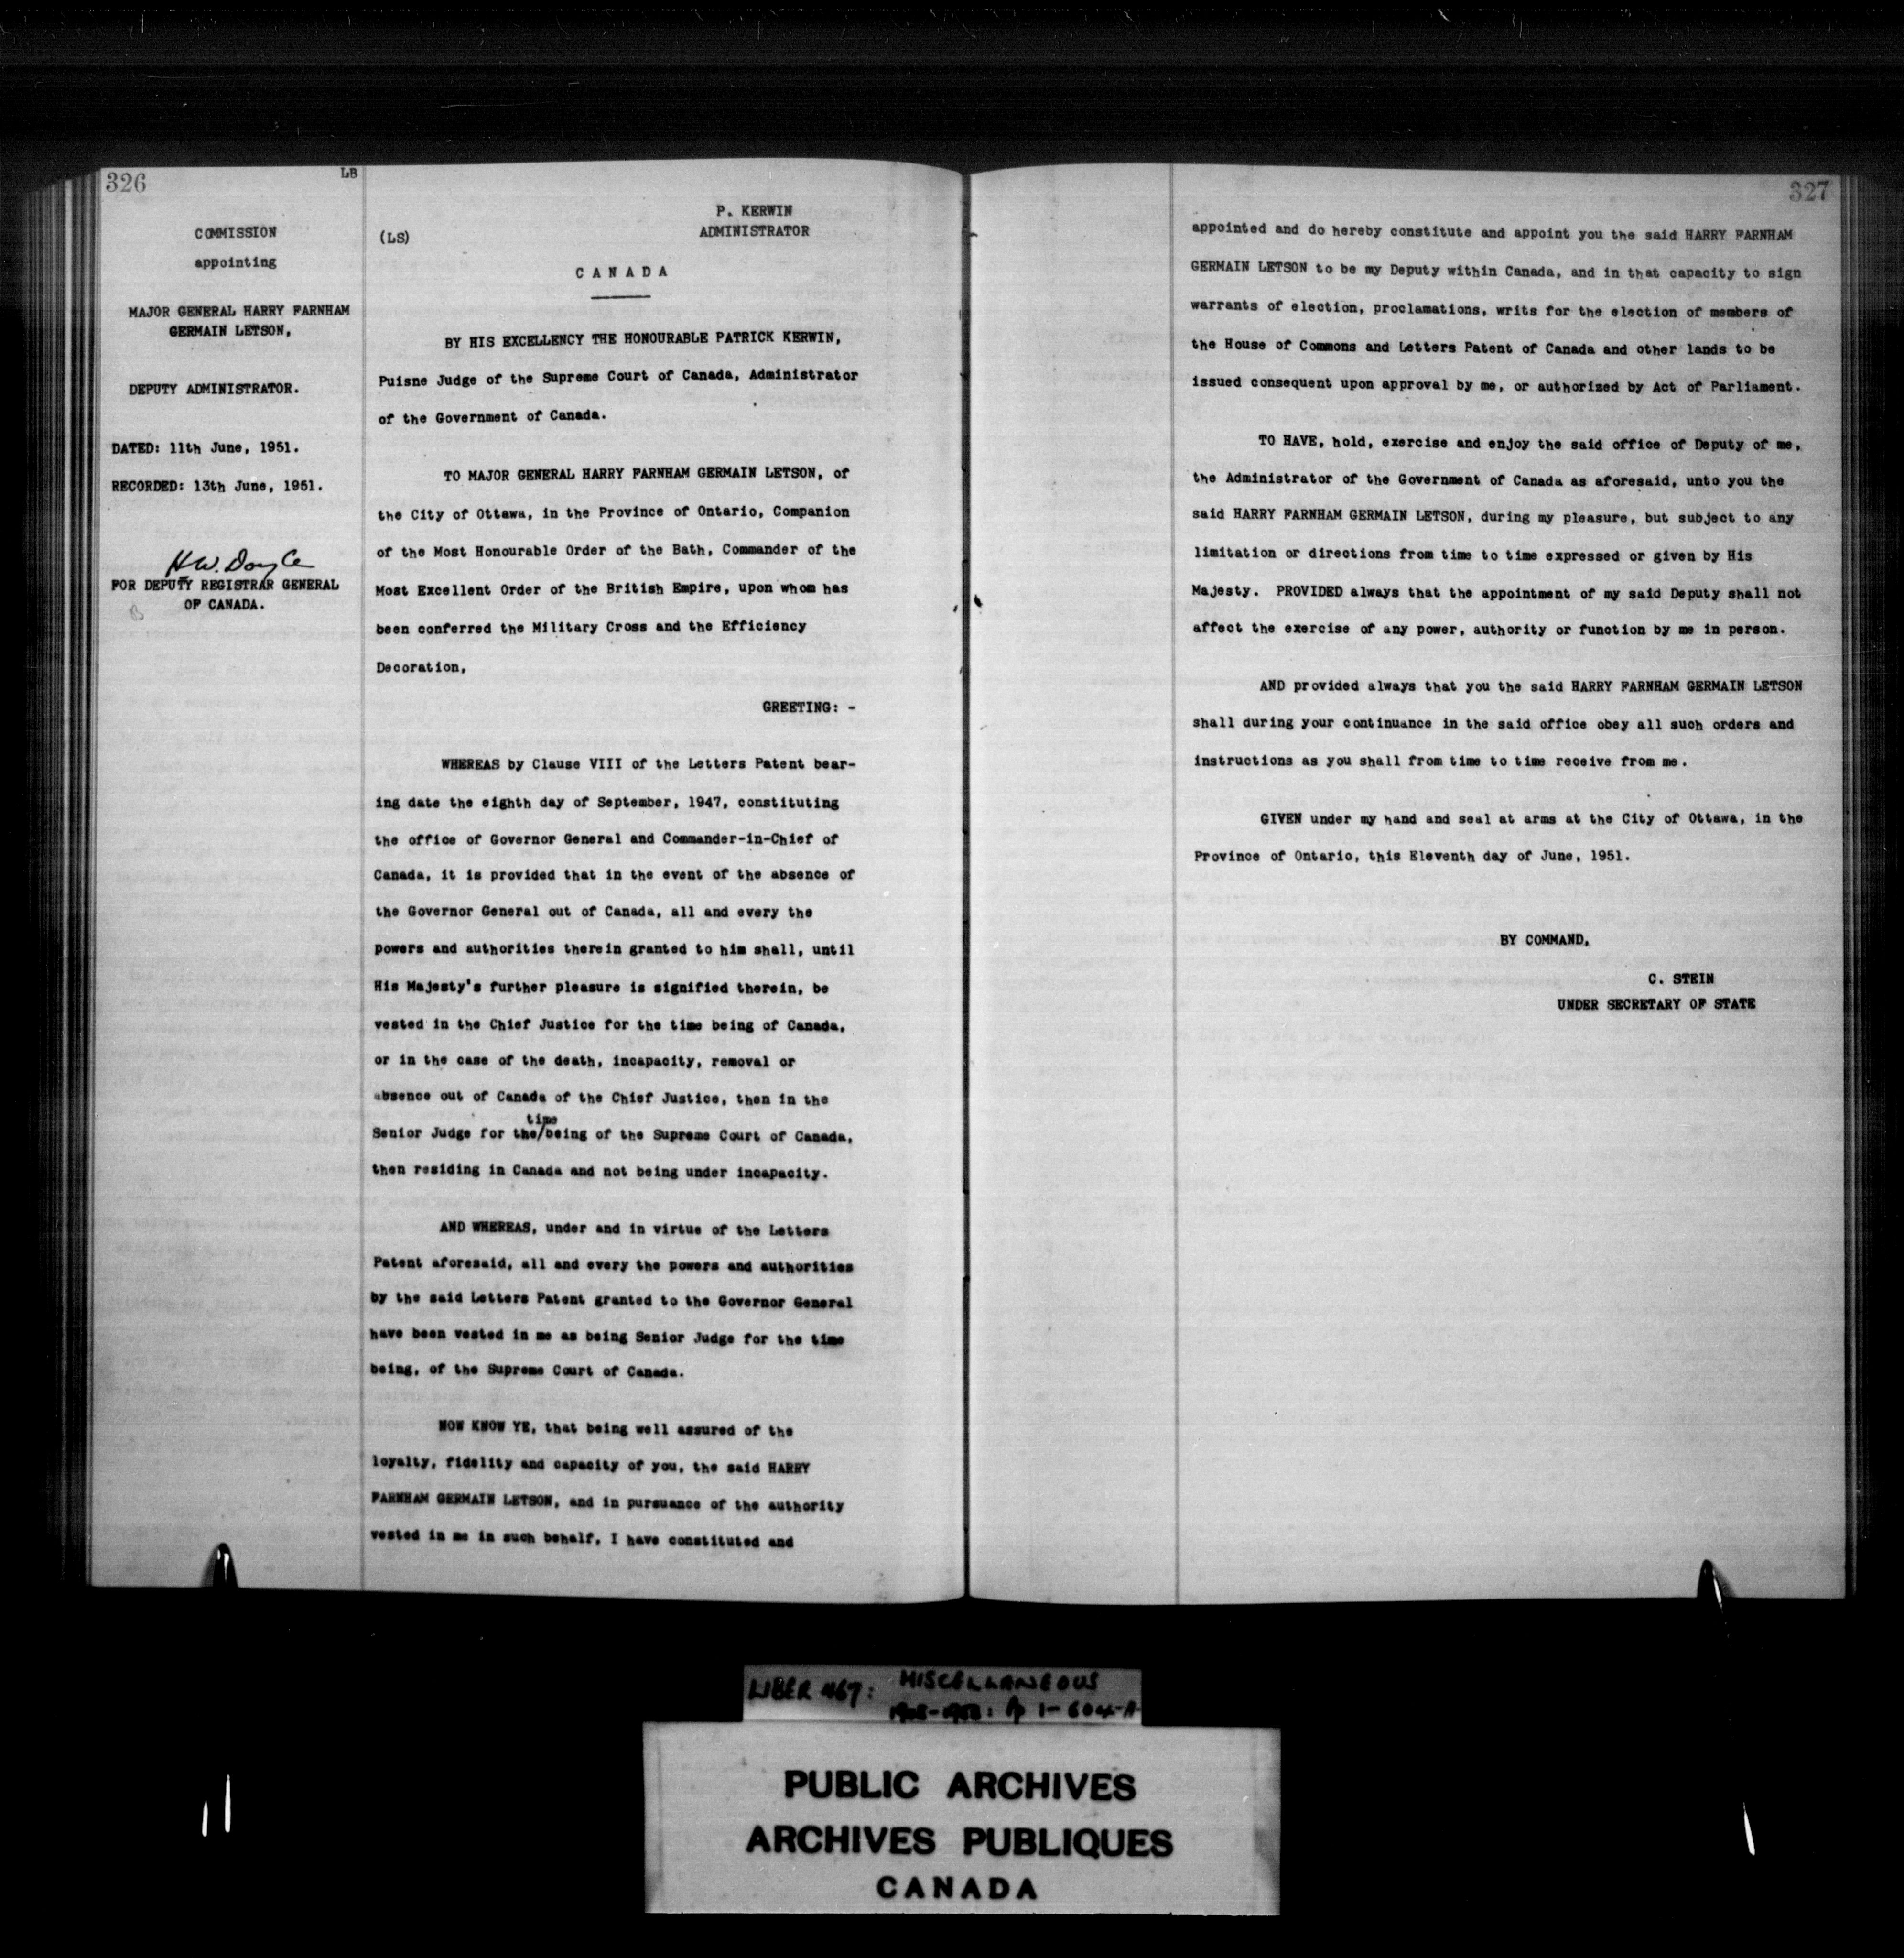 326
LB
COMMISSION
appointing
MAJOR GENERAL HARRY FARNHAM
GERMAIN LETSON,
DEPUTY ADMINISTRATOR.
DATED: 11th June, 1951.
RECORDED: 13th June, 1951.
H.W. Doyle
FOR DEPUTY REGISTRAR GENERAL
OF CANADA.
P. KERWIN
ADMINISTRATOR
(LS)
CANADA
BY HIS EXCELLENCY THE HONOURABLE PATRICK KERWIN,
Puisne Judge of the Supreme Court of Canada, Administrator
of the Government of Canada.
TO MAJOR GENERAL HARRY FARNHAM GERMAIN LETSON, of
the City of Ottawa, in the Province of Ontario, Companion
of the Most Honourable Order of the Bath, Commander of the
Most Excellent Order of the British Empire, upon whom has
been conferred the Military Cross and the Efficiency
Decoration,
GREETING: -
WHEREAS by Clause VIII of the Letters Patent bear-
ing date the eighth day of September, 1947, constituting
the office of Governor General and Commander-in-Chief of
Canada, it is provided that in the event of the absence of
the Governor General out of Canada, all and every the
powers and authorities therein granted to him shall, until
His Majesty's further pleasure is signified therein, be
vested in the Chief Justice for the time being of Canada,
or in the case of the death, incapacity, removal or
absence out of Canada of the Chief Justice, then in the
time
Senior Judge for the/being of the Supreme Court of Canada,
then residing in Canada and not being under incapacity.
AND WHEREAS, under and in virtue of the Letters
Patent aforesaid, all and every the powers and authorities
by the said Letters Patent granted to the Governor General
have been vested in me as being Senior Judge for the time
being, of the Supreme Court of Canada.
NOW KNOW YE, that being well assured of the
loyalty, fidelity and capacity of you, the said HARRY
FARNHAM GERMAIN LETSON, and in pursuance of the authority
vested in me in such behalf, I have constituted and
327
appointed and do hereby constitute and appoint you the said HARRY FARNHAM
GERMAIN LETSON to be my Deputy within Canada, and in that capacity to sign
warrants of election, proclamations, writs for the election of members of
the House of Commons and Letters Patent of Canada and other lands to be
issued consequent upon approval by me, or authorized by Act of Parliament.
TO HAVE, hold, exercise and enjoy the said office of Deputy of me,
the Administrator of the Government of Canada as aforesaid, unto you the
said HARRY FARNHAM GERMAIN LETSON, during my pleasure, but subject to any
limitation or directions from time to time expressed or given by His
Majesty. PROVIDED always that the appointment of my said Deputy shall not
affect the exercise of any power, authority or function by me in person.
AND provided always that you the said HARRY FARNHAM GERMAIN LETSON
shall during your continuance in the said office obey all such orders and
instructions as you shall from time to time receive from me.
GIVEN under my hand and seal at arms at the City of Ottawa, in the
Province of Ontario, this Eleventh day of June, 1951.
BY COMMAND,
C. STEIN
UNDER SECRETARY OF STATE
LIBER 467: MISCELLANEOUS
pp 1-604-A
PUBLIC ARCHIVES
ARCHIVES PUBLIQUES
CANADA